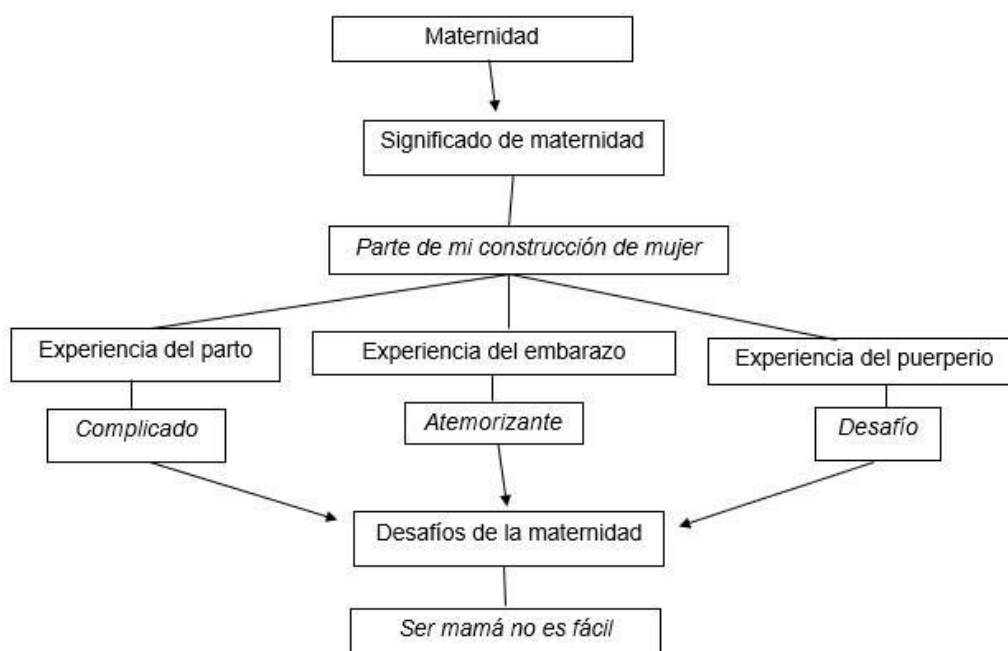 Maternidad
Significado de maternidad
Parte de mi construcción de mujer
Experiencia del parto
Experiencia del embarazo
Experiencia del puerperio
Complicado
Atemorizante
Desafío
Desafíos de la maternidad
Ser mamá no es fácil